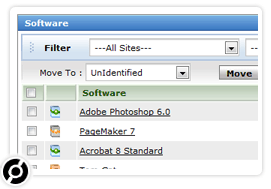 Software
Filter ---All Sites--- --
Move To : UnIdentified Move
Software
Adobe Photoshop 6.0
PageMaker 7
Acrobat 8 Standard